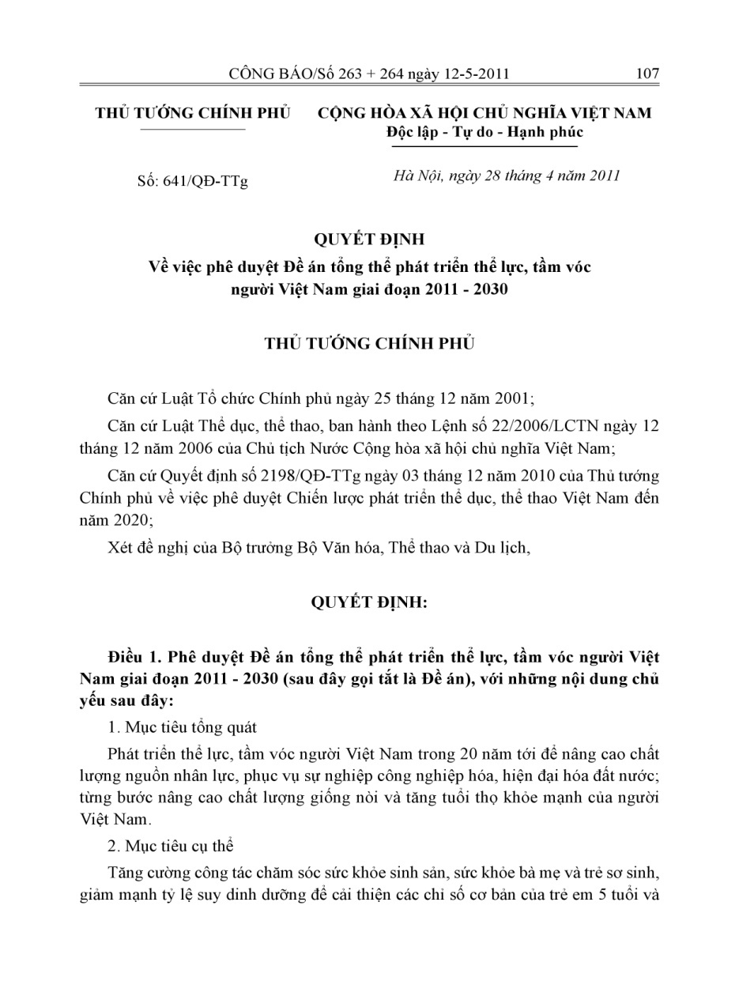 CÔNG BÁO/Số 263 + 264 ngày 12-5-2011 107
THỦ TƯỚNG CHÍNH PHỦ
CỘNG HÒA XÃ HỘI CHỦ NGHĨA VIỆT NAM
Độc lập - Tự do - Hạnh phúc
Số: 641/QĐ-TTg
Hà Nội, ngày 28 tháng 4 năm 2011
QUYẾT ĐỊNH
Về việc phê duyệt Đề án tổng thể phát triển thể lực, tầm vóc
người Việt Nam giai đoạn 2011 - 2030
THỦ TƯỚNG CHÍNH PHỦ
Căn cứ Luật Tổ chức Chính phủ ngày 25 tháng 12 năm 2001;
Căn cứ Luật Thể dục, thể thao, ban hành theo Lệnh số 22/2006/LCTN ngày 12
tháng 12 năm 2006 của Chủ tịch Nước Cộng hòa xã hội chủ nghĩa Việt Nam;
Căn cứ Quyết định số 2198/QĐ-TTg ngày 03 tháng 12 năm 2010 của Thủ tướng
Chính phủ về việc phê duyệt Chiến lược phát triển thể dục, thể thao Việt Nam đến
năm 2020;
Xét đề nghị của Bộ trưởng Bộ Văn hóa, Thể thao và Du lịch,
QUYẾT ĐỊNH:
Điều 1. Phê duyệt Đề án tổng thể phát triển thể lực, tầm vóc người Việt
Nam giai đoạn 2011 - 2030 (sau đây gọi tắt là Đề án), với những nội dung chủ
yếu sau đây:
1. Mục tiêu tổng quát
Phát triển thể lực, tầm vóc người Việt Nam trong 20 năm tới để nâng cao chất
lượng nguồn nhân lực, phục vụ sự nghiệp công nghiệp hóa, hiện đại hóa đất nước;
từng bước nâng cao chất lượng giống nòi và tăng tuổi thọ khỏe mạnh của người
Việt Nam.
2. Mục tiêu cụ thể
Tăng cường công tác chăm sóc sức khỏe sinh sản, sức khỏe bà mẹ và trẻ sơ sinh,
giảm mạnh tỷ lệ suy dinh dưỡng để cải thiện các chỉ số cơ bản của trẻ em 5 tuổi và